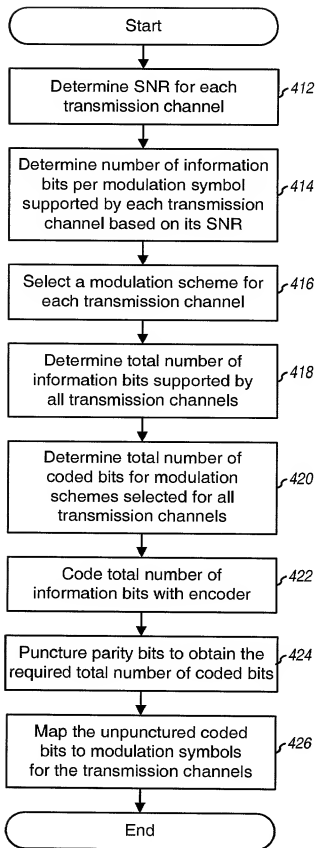 Start
Determine SNR for each
transmission channel
412
Determine number of information
bits per modulation symbol
supported by each transmission
channel based on its SNR
414
Select a modulation scheme for
each transmission channel
416
Determine total number of
information bits supported by
all transmission channels
418
Determine total number of
coded bits for modulation
schemes selected for all
transmission channels
420
Code total number of
information bits with encoder
422
Puncture parity bits to obtain the
required total number of coded bits
424
Map the unpunctured coded
bits to modulation symbols
for the transmission channels
426
End